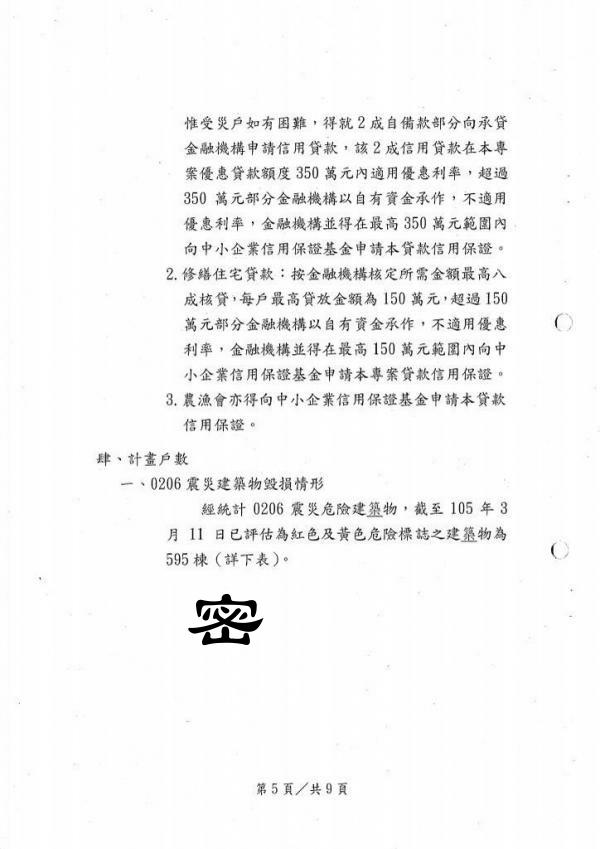 惟受災戶如有困難，得就2成自備款部分向承貸
金融機構申請信用貸款，該2成信用貸款在本專
案優惠貸款額度350萬元內適用優惠利率，超過
350 萬元部分金融機構以自有資金承作，不適用
優惠利率，金融機構並得在最高350萬元範圍內
向中小企業信用保證基金申請本貸款信用保證。
2.修繕住宅貸款：按金融機構核定所需金額最高八
成核貸，每戶最高貸放金額為150萬元，超過150
萬元部分金融機構以自有資金承作，不適用優惠
利率，金融機構並得在最高150萬元範圍內向中
小企業信用保證基金申請本專案貸款信用保證。
3.農漁會亦得向中小企業信用保證基金申請本貸款
信用保證。
肆、計畫戶數
一、0206震災建築物毀損情形
經統計 0206 震災危險建築物，截至 105 年 3
月 11 日已評估為紅色及黃色危險標誌之建築物為
595棟（詳下表）。
密
第5頁／共9頁